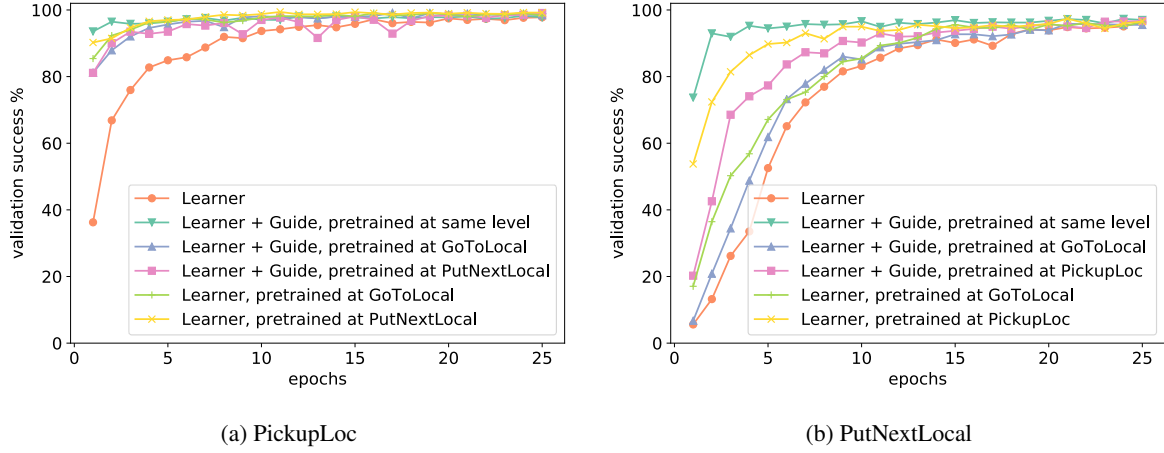 validation success %
100
80
60
40
20
0
Learner
Learner + Guide, pretrained at same level
Learner + Guide, pretrained at GoToLocal
Learner + Guide, pretrained at PutNextLocal
Learner, pretrained at GoToLocal
Learner, pretrained at PutNextLocal
0 5 10 15 20 25
epochs
(a) PickupLoc
validation success %
100
80
60
40
20
0
Learner
Learner + Guide, pretrained at same level
Learner + Guide, pretrained at GoToLocal
Learner + Guide, pretrained at PickupLoc
Learner, pretrained at GoToLocal
Learner, pretrained at PickupLoc
0 5 10 15 20 25
epochs
(b) PutNextLocal